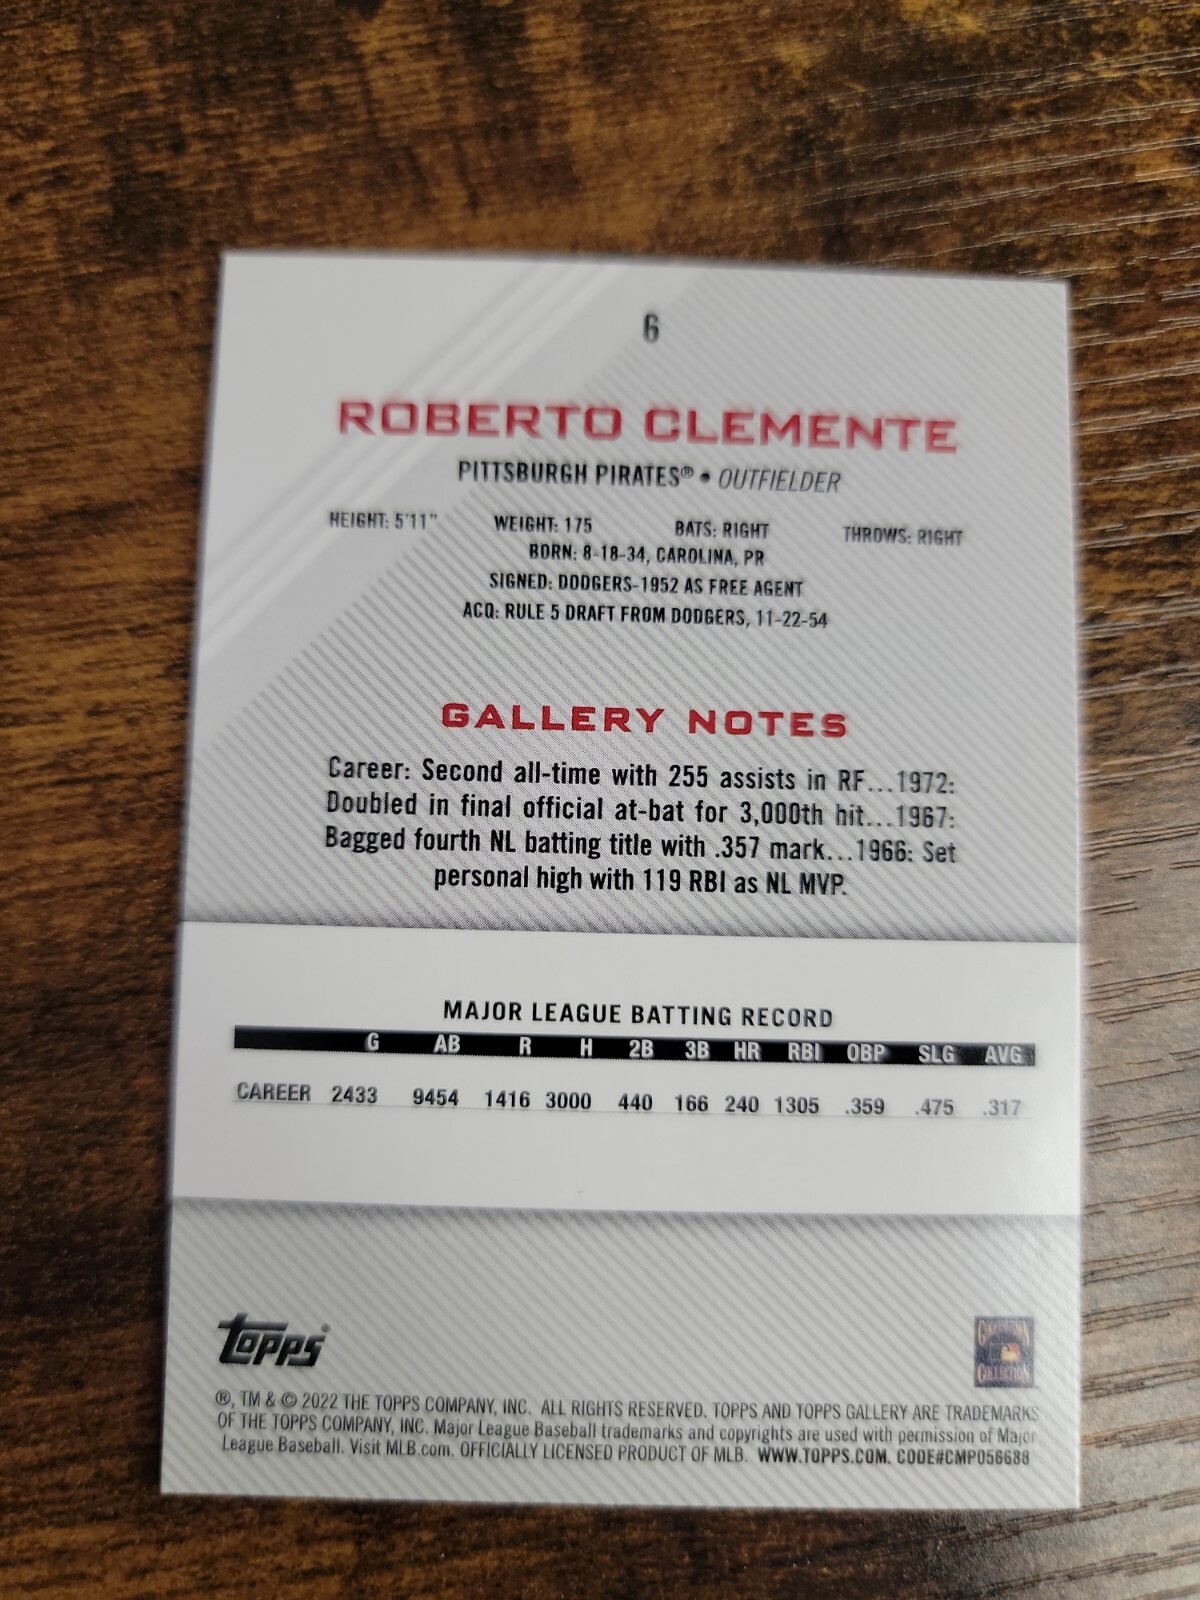 6
ROBERTO CLEMENTE
PITTSBURGH PIRATES® • OUTFIELDER
HEIGHT: 5'11" WEIGHT: 175 BATS: RIGHT THROWS: RIGHT
BORN: 8-18-34, CAROLINA, PR
SIGNED: DODGERS-1952 AS FREE AGENT
ACQ: RULE 5 DRAFT FROM DODGERS, 11-22-54
GALLERY NOTES
Career: Second all-time with 255 assists in RF...1972:
Doubled in final official at-bat for 3,000th hit...1967:
Bagged fourth NL batting title with .357 mark...1966: Set
personal high with 119 RBI as NL MVP.
MAJOR LEAGUE BATTING RECORD
G AB R H 2B 3B HR RBI OBP SLG AVG
CAREER 2433 9454 1416 3000 440 166 240 1305 .359 .475 .317
topps®
COOPERSTOWN
COLLECTION
®, TM & © 2022 THE TOPPS COMPANY, INC. ALL RIGHTS RESERVED. TOPPS AND TOPPS GALLERY ARE TRADEMARKS
OF THE TOPPS COMPANY, INC. Major League Baseball trademarks and copyrights are used with permission of Major
League Baseball. Visit MLB.com. OFFICIALLY LICENSED PRODUCT OF MLB. WWW.TOPPS.COM. CODE#CMP056688